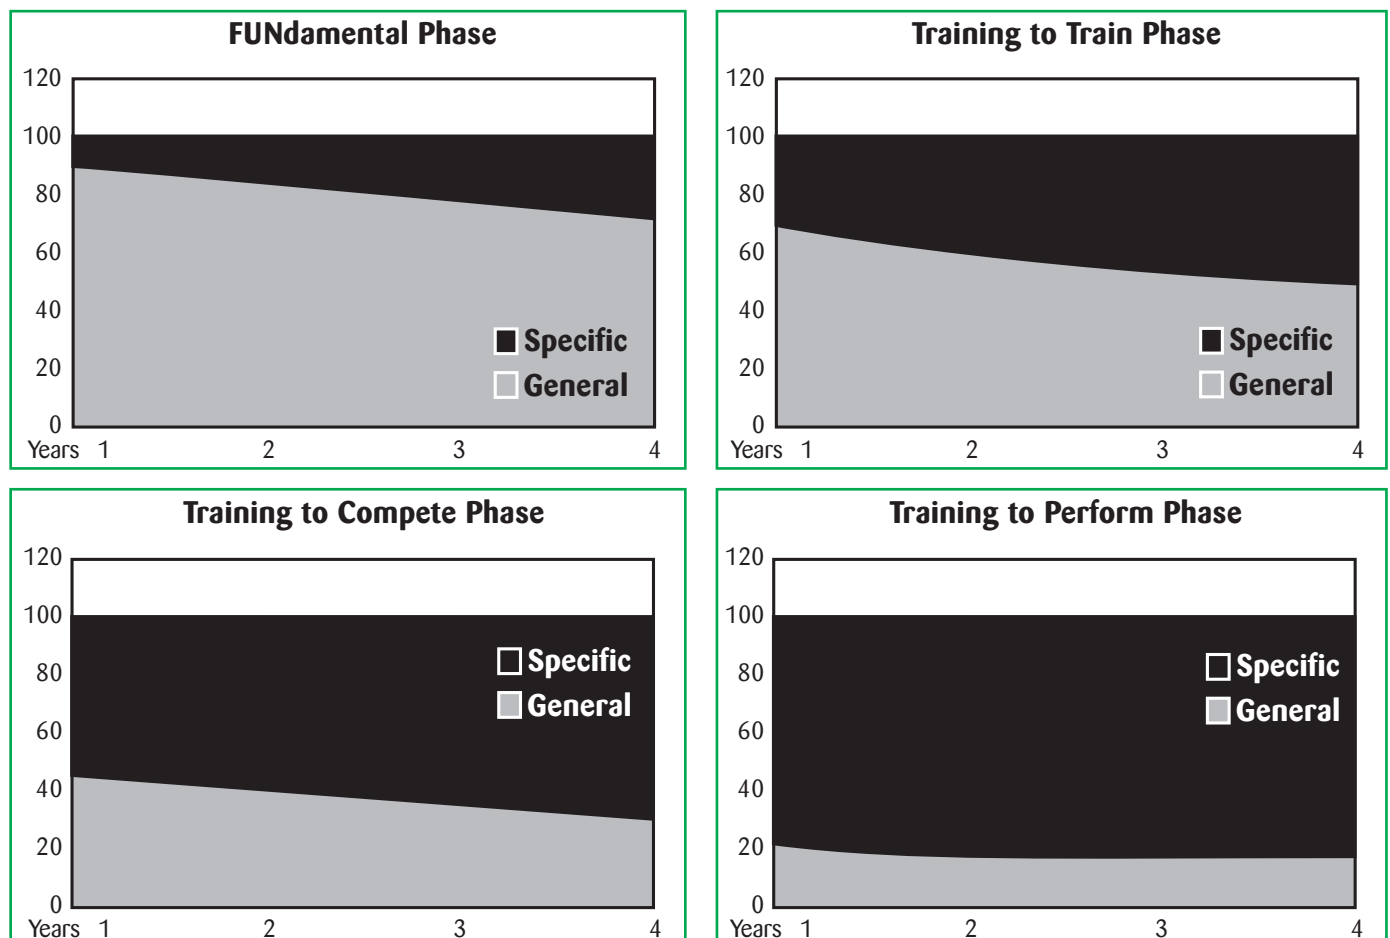 FUNdamental Phase
120
100
80
60
40
20
0
Specific
General
Years 1 2 3 4
Training to Train Phase
120
100
80
60
40
20
0
Specific
General
Years 1 2 3 4
Training to Compete Phase
120
100
80
60
40
20
0
Specific
General
Years 1 2 3 4
Training to Perform Phase
120
100
80
60
40
20
0
Specific
General
Years 1 2 3 4